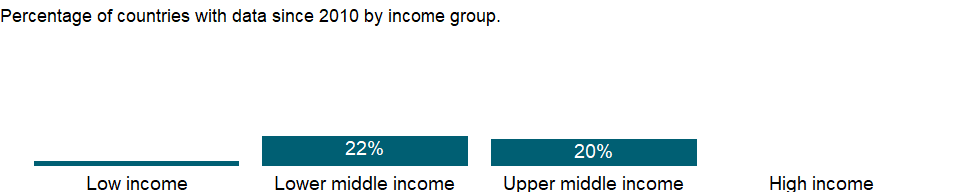 Percentage of countries with data since 2010 by income group.
22%
20%
Low income
Lower middle income
Upper middle income
High income